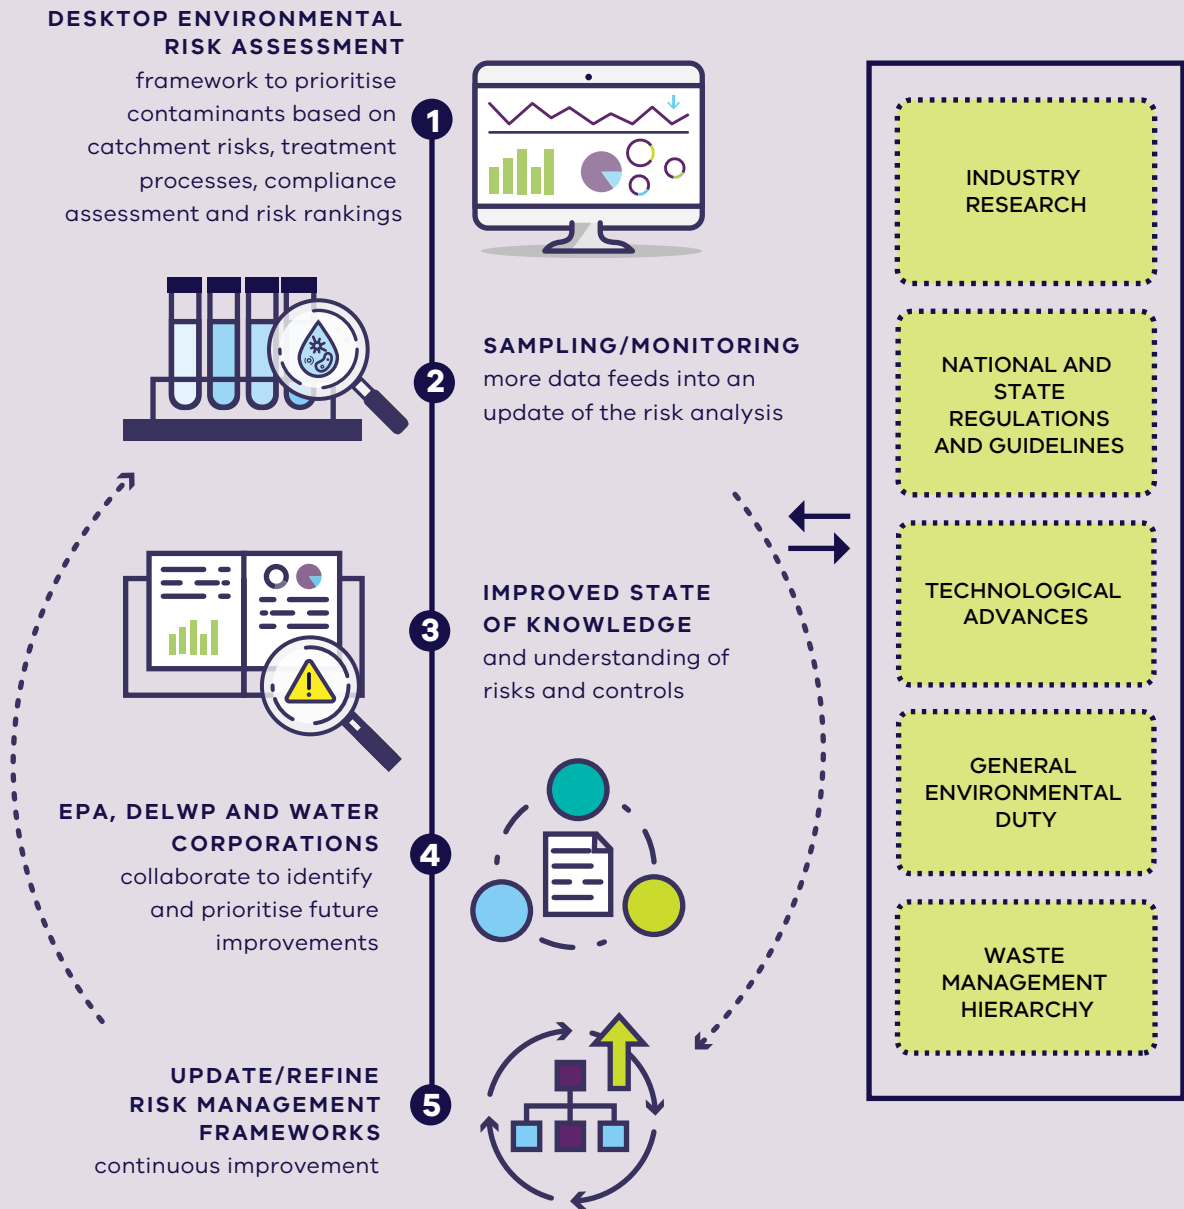 DESKTOP ENVIRONMENTAL
RISK ASSESSMENT
framework to prioritise
contaminants based on
catchment risks, treatment
processes, compliance
assessment and risk rankings
1
2
SAMPLING/MONITORING
more data feeds into an
update of the risk analysis
3
IMPROVED STATE
OF KNOWLEDGE
and understanding of
risks and controls
EPA, DELWP AND WATER
CORPORATIONS
collaborate to identify
and prioritise future
improvements
4
UPDATE/REFINE
RISK MANAGEMENT
FRAMEWORKS
continuous improvement
5
INDUSTRY
RESEARCH
NATIONAL AND
STATE
REGULATIONS
AND GUIDELINES
TECHNOLOGICAL
ADVANCES
GENERAL
ENVIRONMENTAL
DUTY
WASTE
MANAGEMENT
HIERARCHY